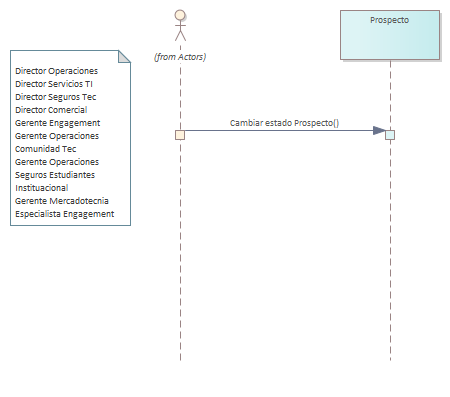 Prospecto
(from Actors)
Director Operaciones
Director Servicios TI
Director Seguros Tec
Director Comercial
Gerente Engagement
Gerente Operaciones
Comunidad Tec
Gerente Operaciones
Seguros Estudiantes
Instituacional
Gerente Mercadotecnia
Especialista Engagement
Cambiar estado Prospecto()